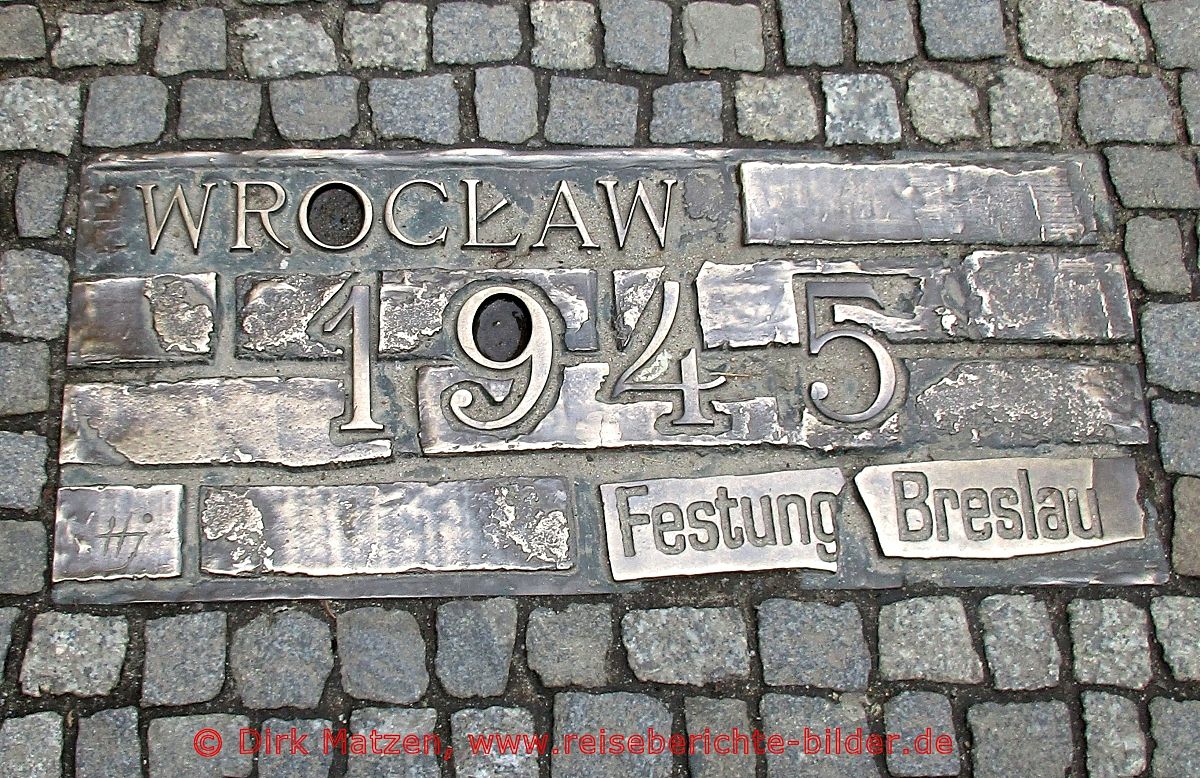 WROCŁAW
1945
Festung Breslau
© Dirk Matzen, www.reiseberichte-bilder.de